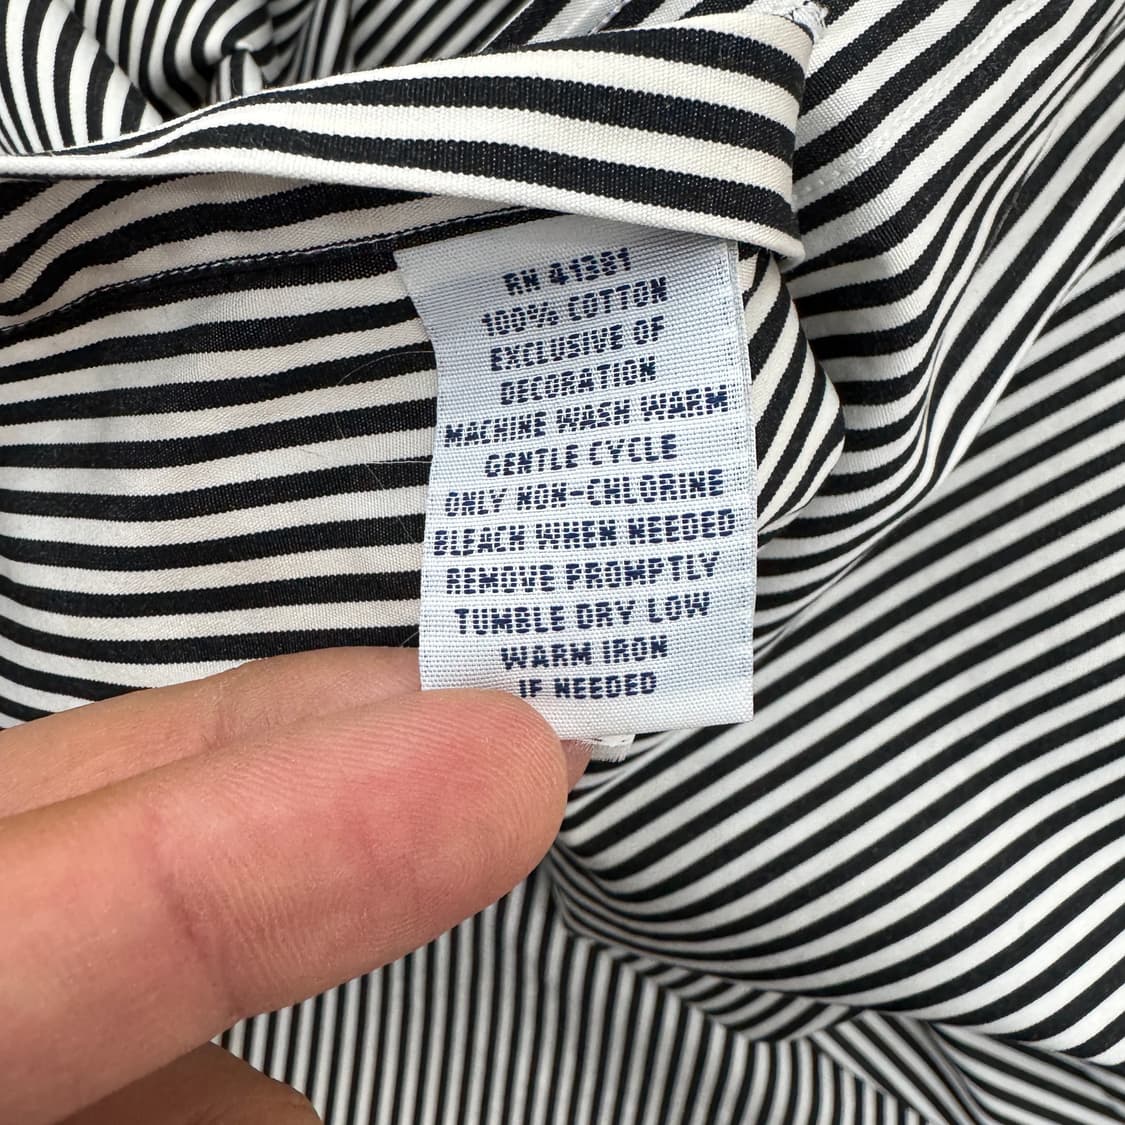 RN 41381
100% COTTON
EXCLUSIVE OF
DECORATION
MACHINE WASH WARM
GENTLE CYCLE
ONLY NON-CHLORINE
BLEACH WHEN NEEDED
REMOVE PROMPTLY
TUMBLE DRY LOW
WARM IRON
IF NEEDED